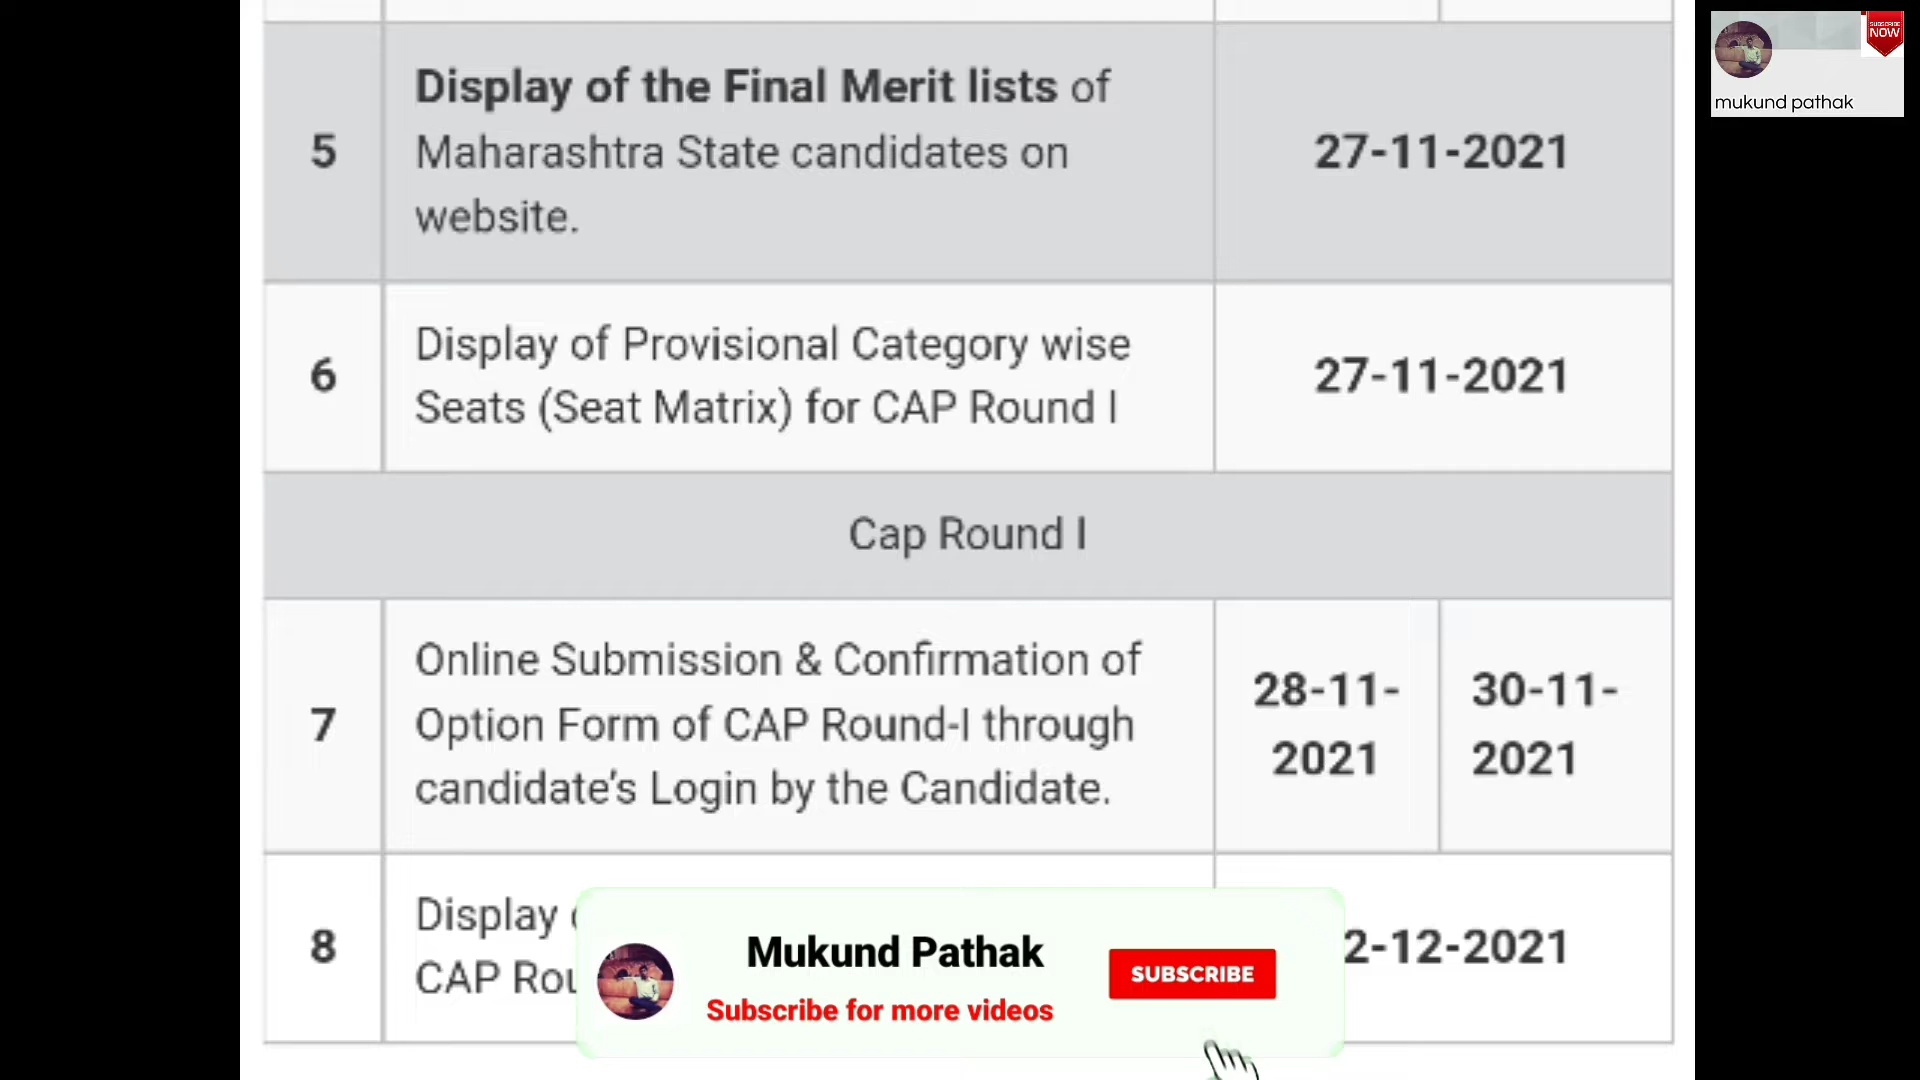 SUBSCRIBE
NOW
mukund pathak
5
Display of the Final Merit lists of
Maharashtra State candidates on
website.
27-11-2021
6
Display of Provisional Category wise
Seats (Seat Matrix) for CAP Round I
27-11-2021
Cap Round I
7
Online Submission & Confirmation of
Option Form of CAP Round-I through
candidate's Login by the Candidate.
28-11-
2021
30-11-
2021
8
Display
CAP
2-12-2021
Mukund Pathak
Subscribe for more videos
SUBSCRIBE